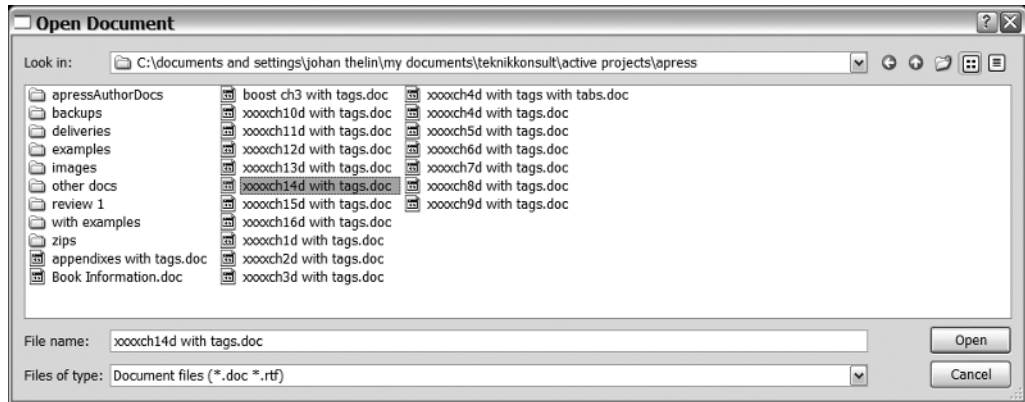 Open Document
Look in: C:\documents and settings\johan thelin\my documents\teknikkonsult\active projects\apress
apressAuthorDocs
backups
deliveries
examples
images
other docs
review 1
with examples
zips
appendixes with tags.doc
Book Information.doc
boost ch3 with tags.doc
xxxxch10d with tags.doc
xxxxch11d with tags.doc
xxxxch12d with tags.doc
xxxxch13d with tags.doc
xxxxch14d with tags.doc
xxxxch15d with tags.doc
xxxxch16d with tags.doc
xxxxch1d with tags.doc
xxxxch2d with tags.doc
xxxxch3d with tags.doc
xxxxch4d with tags with tabs.doc
xxxxch4d with tags.doc
xxxxch5d with tags.doc
xxxxch6d with tags.doc
xxxxch7d with tags.doc
xxxxch8d with tags.doc
xxxxch9d with tags.doc
File name: xxxxch14d with tags.doc Open
Files of type: Document files (*.doc *.rtf) Cancel